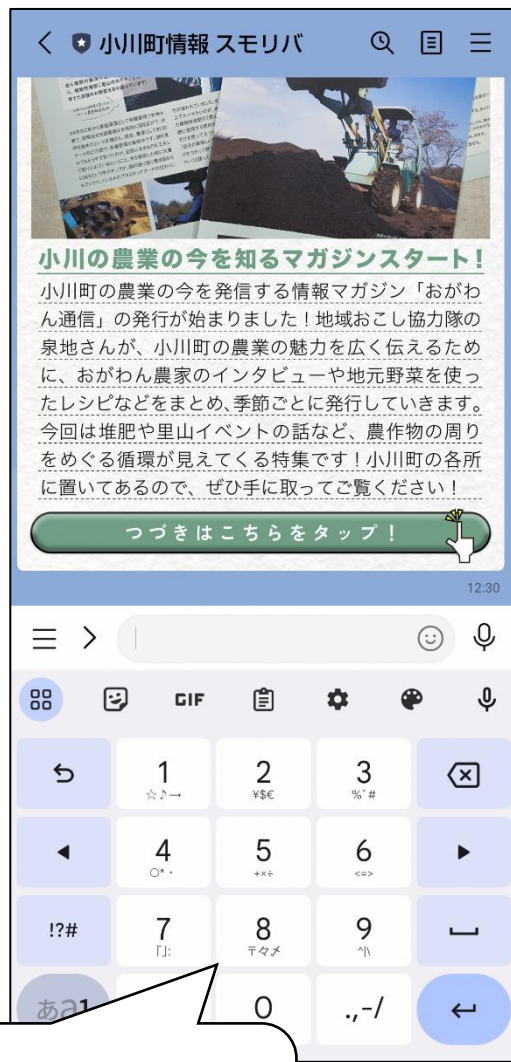 小川町情報 スモリバ
小川の農業の今を知るマガジンスタート!
小川町の農業の今を発信する情報マガジン「おがわ
ん通信」の発行が始まりました!地域おこし協力隊の
泉地さんが、小川町の農業の魅力を広く伝えるため
に、おがわん農家のインタビューや地元野菜を使っ
たレシピなどをまとめ、季節ごとに発行していきます。
今回は堆肥や里山イベントの話など、農作物の周り
をめぐる循環が見えてくる特集です!小川町の各所
に置いてあるので、ぜひ手に取ってご覧ください!
つづきはこちらをタップ!
12:30
GIF
1 2 3
☆♪→ ¥$€ %°#
4 5 6
○*・ +×÷ <=>
!?# 7 8 9
「」: 〒々〆 ^|\
あa1 0 .,-/